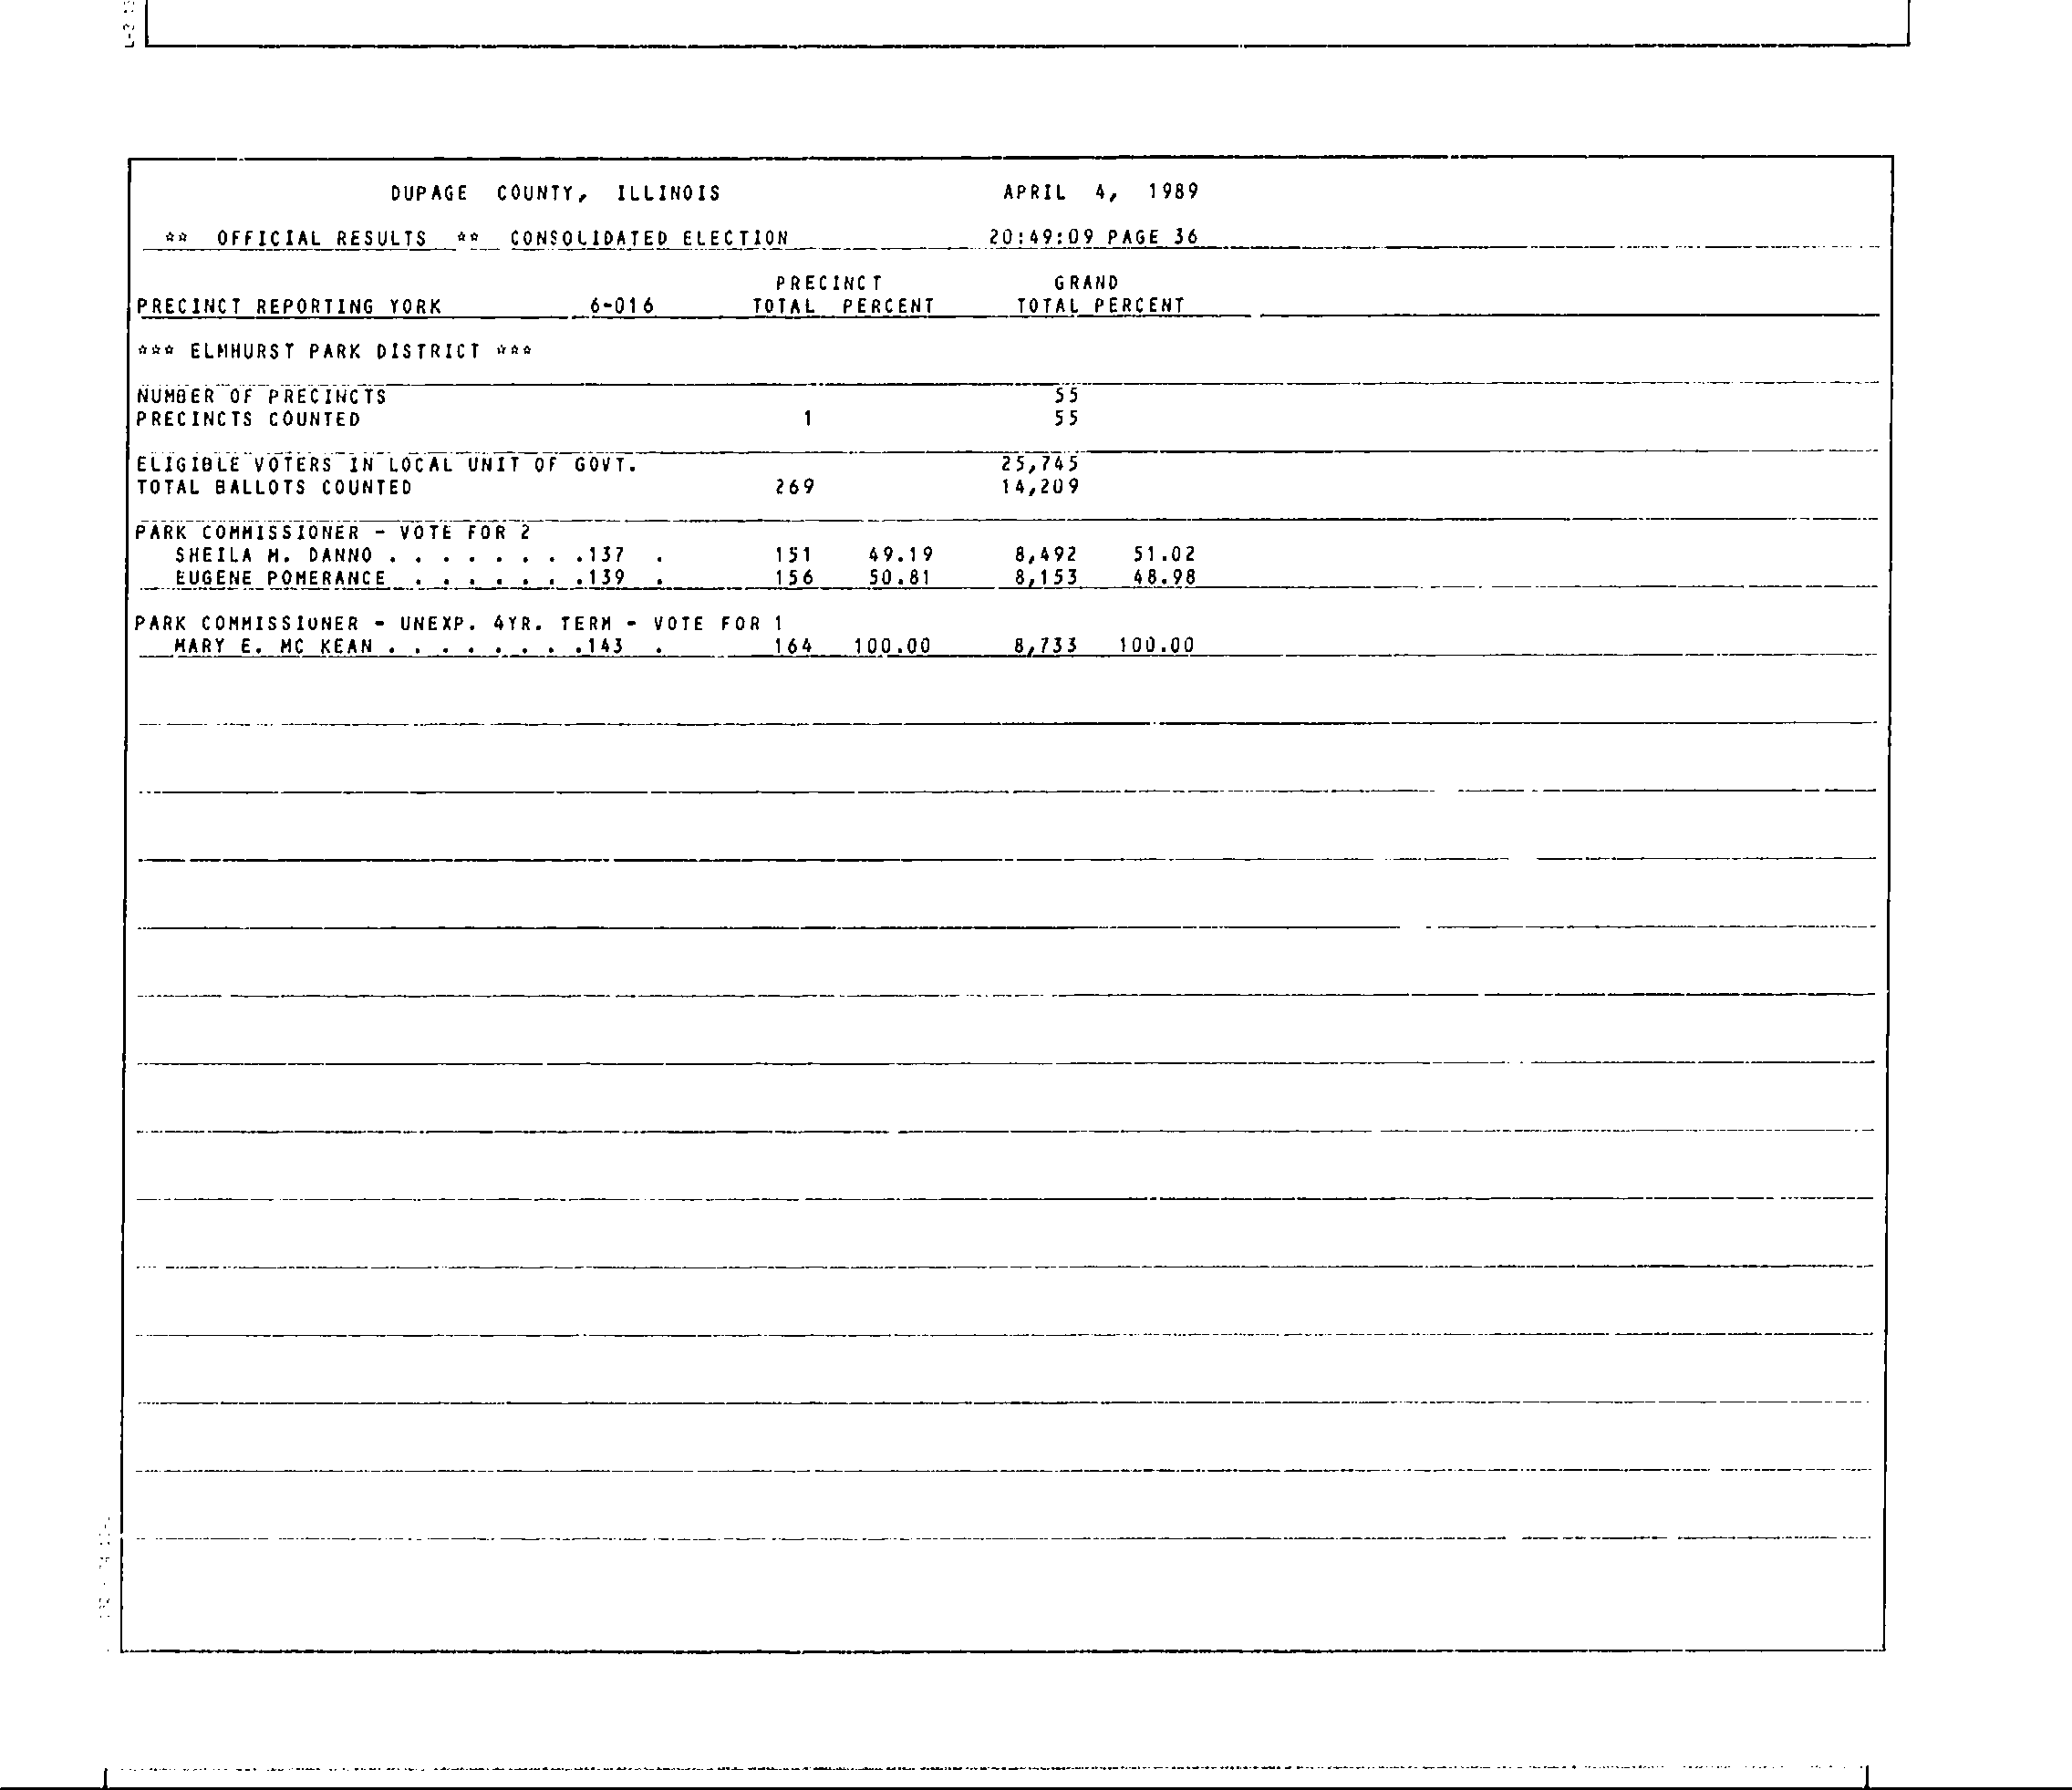 DUPAGE COUNTY, ILLINOIS APRIL 4, 1989
** OFFICIAL RESULTS ** CONSOLIDATED ELECTION 20:49:09 PAGE 36
PRECINCT GRAND
PRECINCT REPORTING YORK 6-016 TOTAL PERCENT TOTAL PERCENT
*** ELMHURST PARK DISTRICT ***
NUMBER OF PRECINCTS 55
PRECINCTS COUNTED 1 55
ELIGIBLE VOTERS IN LOCAL UNIT OF GOVT. 25,745
TOTAL BALLOTS COUNTED 269 14,209
PARK COMMISSIONER - VOTE FOR 2
SHEILA M. DANNO . . . . . . . .137 . 151 49.19 8,492 51.02
EUGENE POMERANCE . . . . . . .139 . 156 50.81 8,153 48.98
PARK COMMISSIONER - UNEXP. 4YR. TERM - VOTE FOR 1
MARY E. MC KEAN . . . . . . . .143 . 164 100.00 8,733 100.00